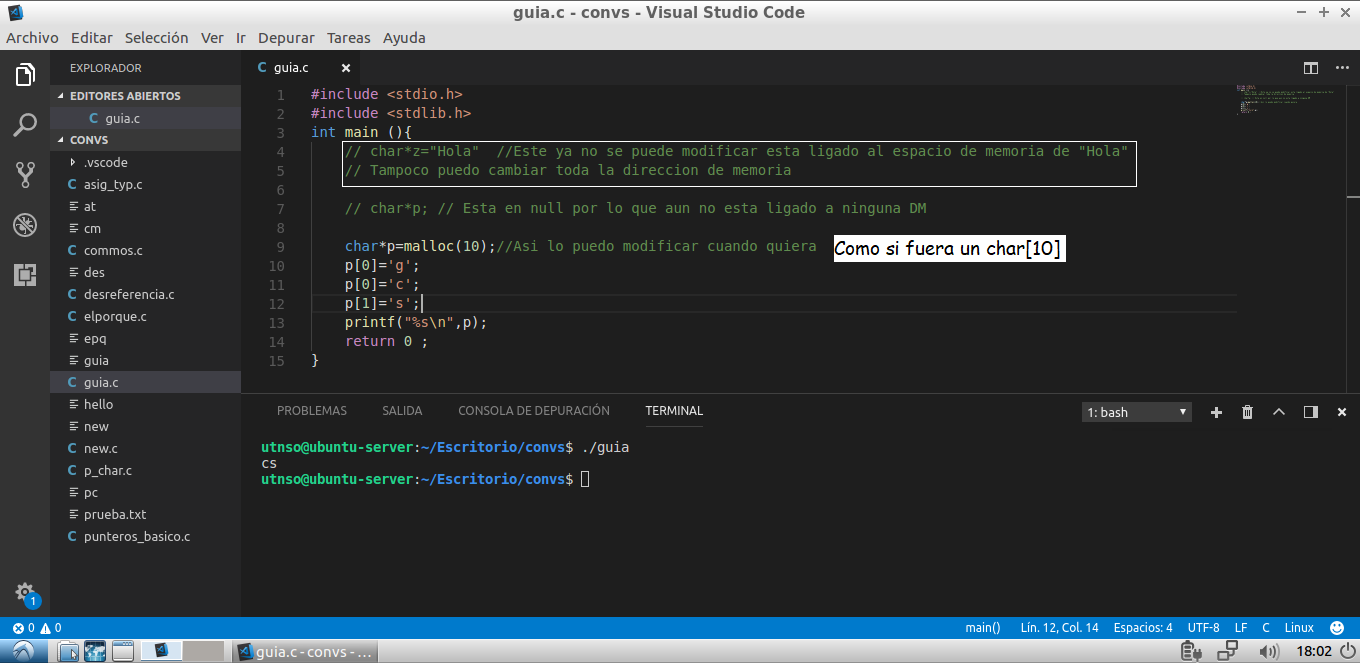 guia.c - convs - Visual Studio Code
Archivo Editar Selección Ver Ir Depurar Tareas Ayuda
EXPLORADOR
EDITORES ABIERTOS
C guia.c
CONVS
.vscode
C asig_typ.c
at
cm
C commos.c
des
C desreferencia.c
C elporque.c
epq
guia
C guia.c
hello
new
C new.c
C p_char.c
pc
prueba.txt
C punteros_basico.c
1
C guia.c
1 #include <stdio.h>
2 #include <stdlib.h>
3 int main (){
4 // char*z="Hola"  //Este ya no se puede modificar esta ligado al espacio de memoria de "Hola"
5 // Tampoco puedo cambiar toda la direccion de memoria
6
7 // char*p; // Esta en null por lo que aun no esta ligado a ninguna DM
8
9 char*p=malloc(10);//Asi lo puedo modificar cuando quiera Como si fuera un char[10]
10 p[0]='g';
11 p[0]='c';
12 p[1]='s';
13 printf("%s\n",p);
14 return 0 ;
15 }
PROBLEMAS SALIDA CONSOLA DE DEPURACIÓN TERMINAL 1: bash
utnso@ubuntu-server:~/Escritorio/convs$ ./guia
cs
utnso@ubuntu-server:~/Escritorio/convs$
0 0 main() Lín. 12, Col. 14 Espacios: 4 UTF-8 LF C Linux
guia.c - convs - ... 18:02